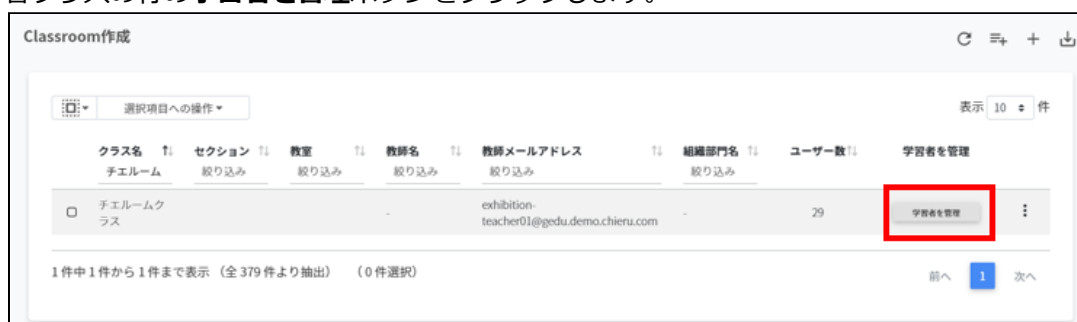 Classroom作成
選択項目への操作
表示 10 件
クラス名 セクション 教室 教師名 教師メールアドレス 組織部門名 ユーザー数 学習者を管理
チエルーム 絞り込み 絞り込み 絞り込み 絞り込み 絞り込み
チエルームク
ラス
- exhibition-
teacher01@gedu.demo.chieru.com - 29 学習者を管理
1件中1件から1件まで表示 (全 379 件より抽出) (0 件選択)
前へ 1 次へ